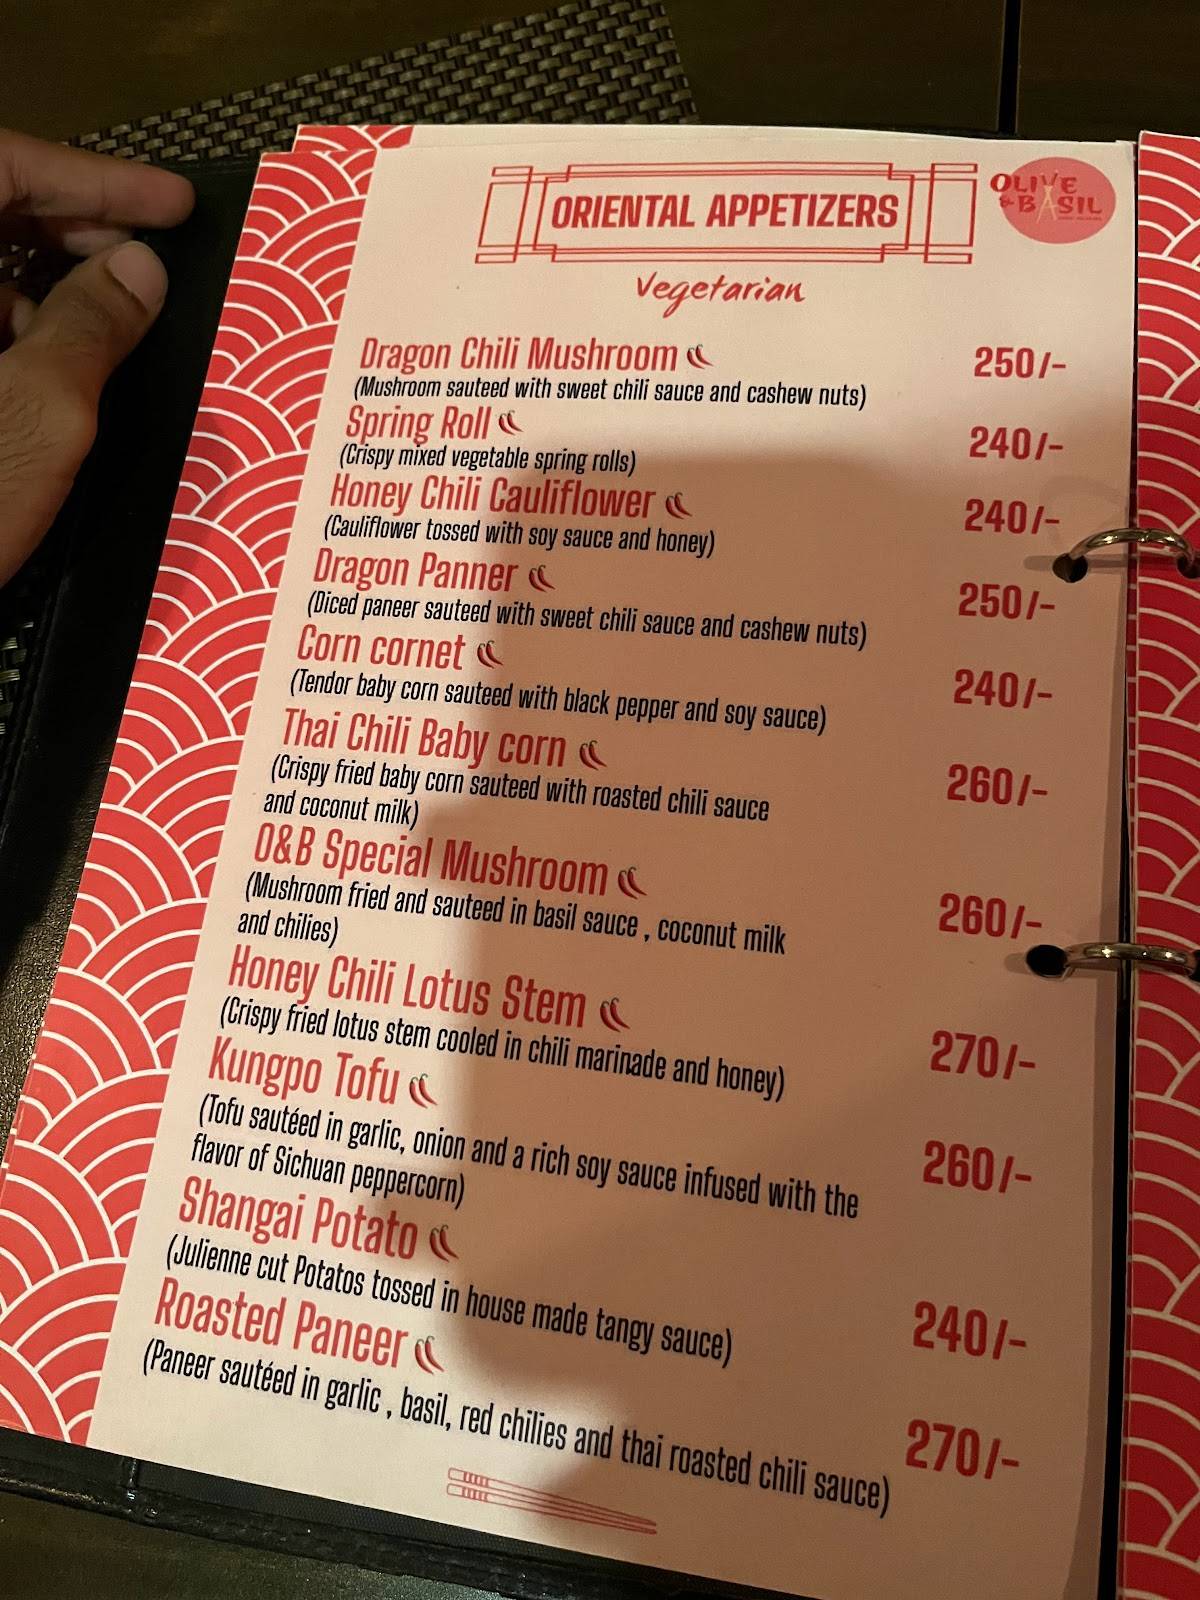 OLIVE
& BASIL
ORIENTAL APPETIZERS
Vegetarian
Dragon Chili Mushroom 250/-
(Mushroom sauteed with sweet chili sauce and cashew nuts)
Spring Roll 240/-
(Crispy mixed vegetable spring rolls)
Honey Chili Cauliflower 240/-
(Cauliflower tossed with soy sauce and honey)
Dragon Panner 250/-
(Diced paneer sauteed with sweet chili sauce and cashew nuts)
Corn cornet 240/-
(Tendor baby corn sauteed with black pepper and soy sauce)
Thai Chili Baby corn 260/-
(Crispy fried baby corn sauteed with roasted chili sauce
and coconut milk)
O&B Special Mushroom 260/-
(Mushroom fried and sauteed in basil sauce , coconut milk
and chilies)
Honey Chili Lotus Stem 270/-
(Crispy fried lotus stem cooled in chili marinade and honey)
Kungpo Tofu 260/-
(Tofu sautéed in garlic, onion and a rich soy sauce infused with the
flavor of Sichuan peppercorn)
Shangai Potato 240/-
(Julienne cut Potatos tossed in house made tangy sauce)
Roasted Paneer 270/-
(Paneer sautéed in garlic , basil, red chilies and thai roasted chili sauce)